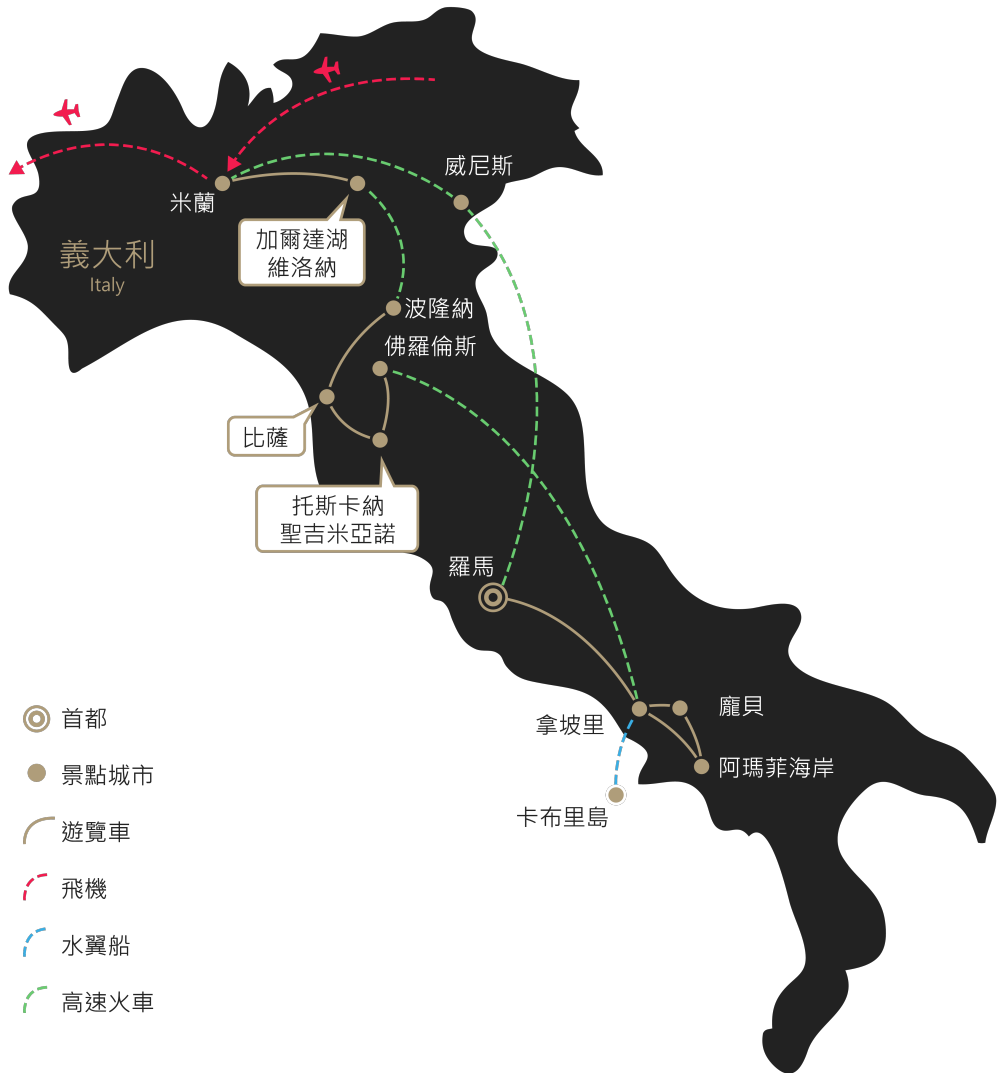 威尼斯
米蘭
加爾達湖
維洛納
義大利
Italy
波隆納
佛羅倫斯
比薩
托斯卡納
聖吉米亞諾
羅馬
拿坡里
龐貝
阿瑪菲海岸
卡布里島
首都
景點城市
遊覽車
飛機
水翼船
高速火車